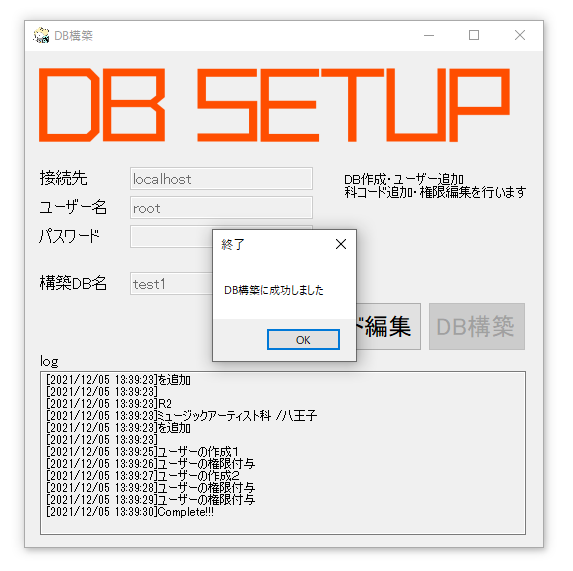 DB構築
DB SETUP
接続先
localhost
DB作成・ユーザー追加
科コード追加・権限編集を行います
ユーザー名
root
パスワード
構築DB名
test1
終了
DB構築に成功しました
OK
編集
DB構築
log
[2021/12/05 13:39:23]を追加
[2021/12/05 13:39:23]
[2021/12/05 13:39:23]R2
[2021/12/05 13:39:23]ミュージックアーティスト科 /八王子
[2021/12/05 13:39:23]を追加
[2021/12/05 13:39:23]
[2021/12/05 13:39:25]ユーザーの作成1
[2021/12/05 13:39:26]ユーザーの権限付与
[2021/12/05 13:39:27]ユーザーの作成2
[2021/12/05 13:39:28]ユーザーの権限付与
[2021/12/05 13:39:29]ユーザーの権限付与
[2021/12/05 13:39:30]Complete!!!